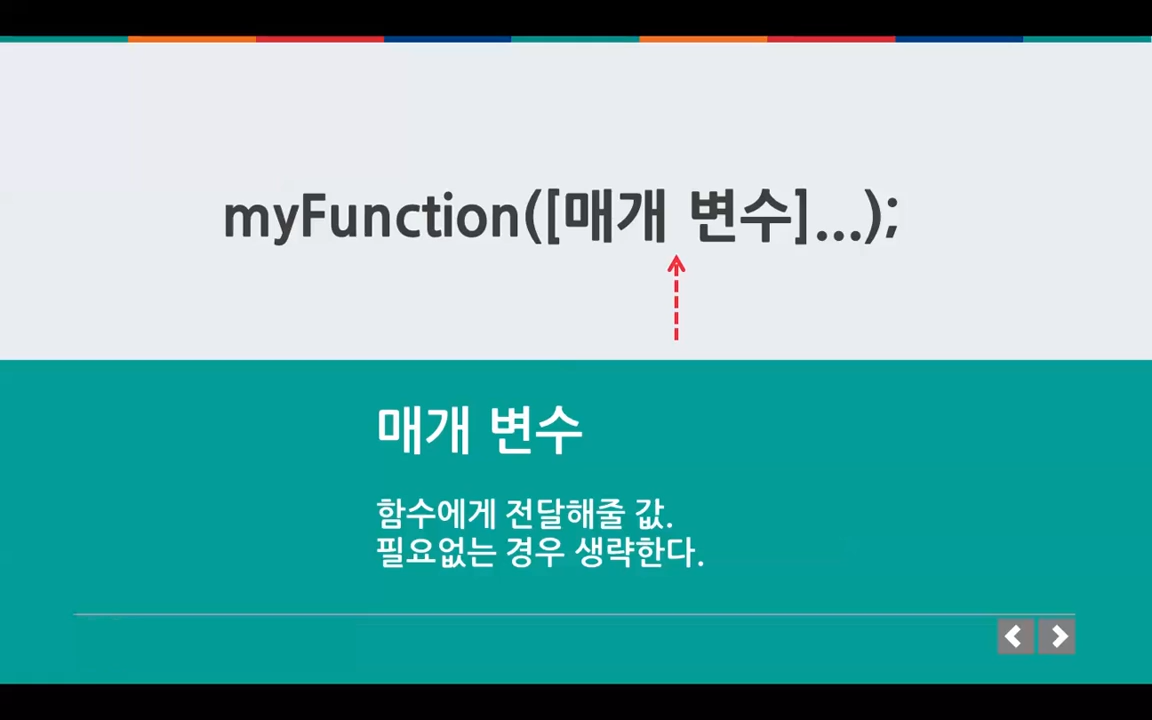 myFunction([매개 변수]...);
매개 변수
함수에게 전달해줄 값.
필요없는 경우 생략한다.